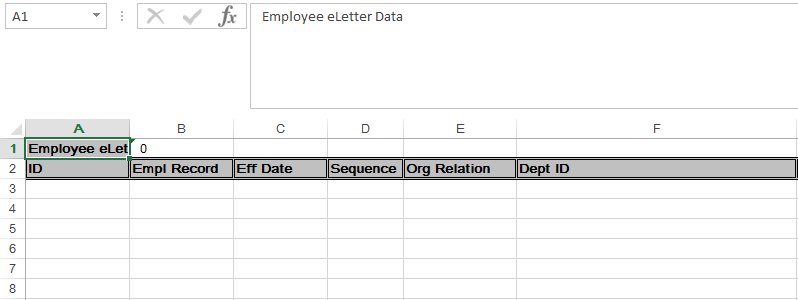 A1 fx Employee eLetter Data
A B C D E F
1 Employee eLet 0
2 ID Empl Record Eff Date Sequence Org Relation Dept ID
3
4
5
6
7
8